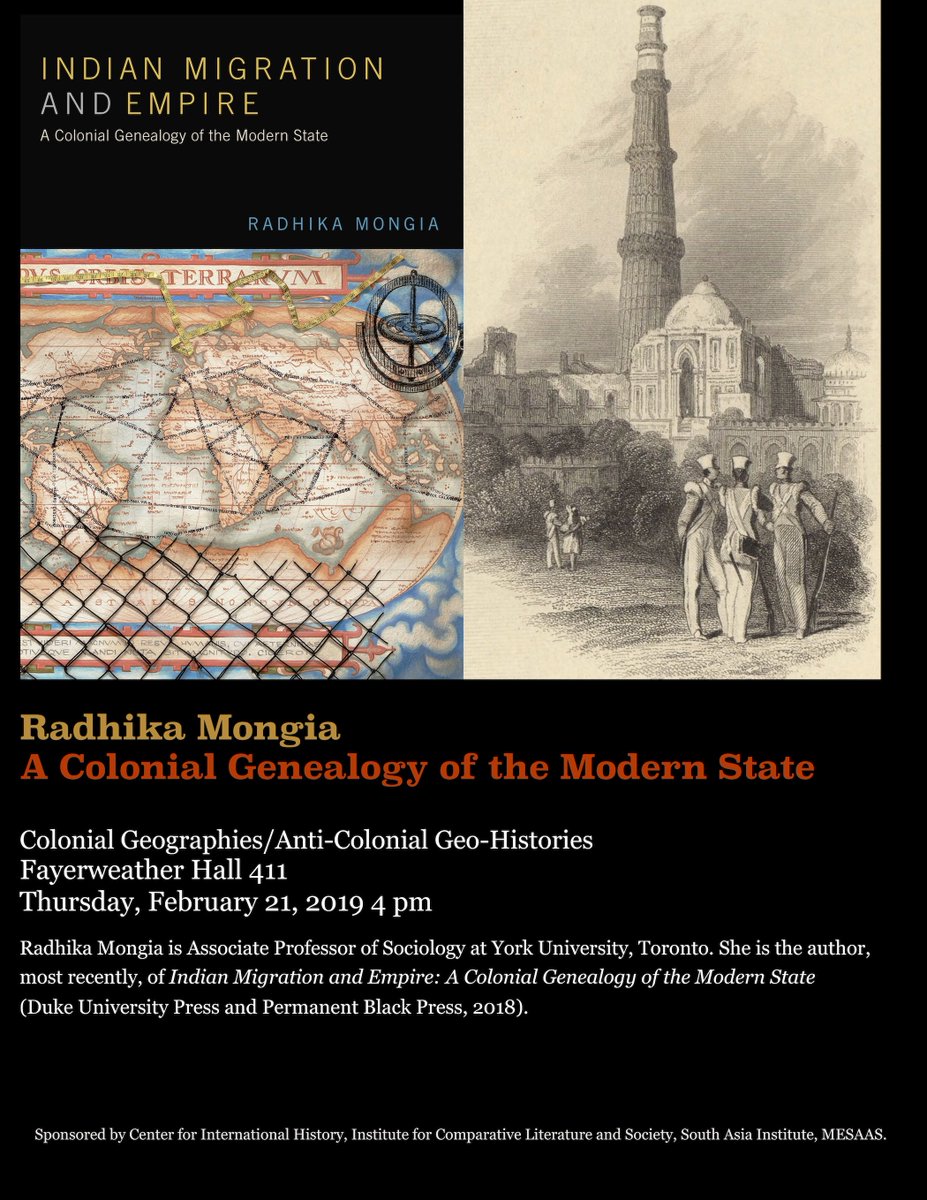 INDIAN MIGRATION
AND EMPIRE
A Colonial Genealogy of the Modern State
RADHIKA MONGIA
ORBIS TERRARVM
Radhika Mongia
A Colonial Genealogy of the Modern State
Colonial Geographies/Anti-Colonial Geo-Histories
Fayerweather Hall 411
Thursday, February 21, 2019 4 pm
Radhika Mongia is Associate Professor of Sociology at York University, Toronto. She is the author,
most recently, of Indian Migration and Empire: A Colonial Genealogy of the Modern State
(Duke University Press and Permanent Black Press, 2018).
Sponsored by Center for International History, Institute for Comparative Literature and Society, South Asia Institute, MESAAS.